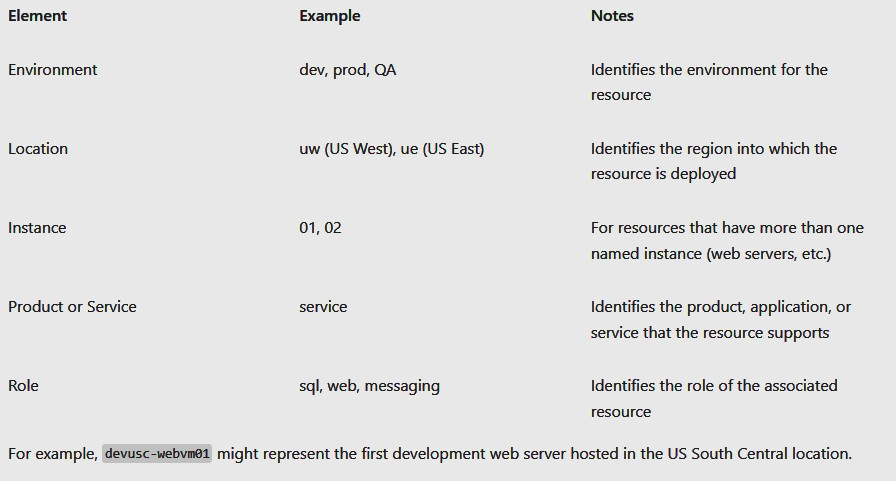 Element Example Notes
Environment dev, prod, QA Identifies the environment for the
resource
Location uw (US West), ue (US East) Identifies the region into which the
resource is deployed
Instance 01, 02 For resources that have more than one
named instance (web servers, etc.)
Product or Service service Identifies the product, application, or
service that the resource supports
Role sql, web, messaging Identifies the role of the associated
resource
For example, devusc-webvm01 might represent the first development web server hosted in the US South Central location.